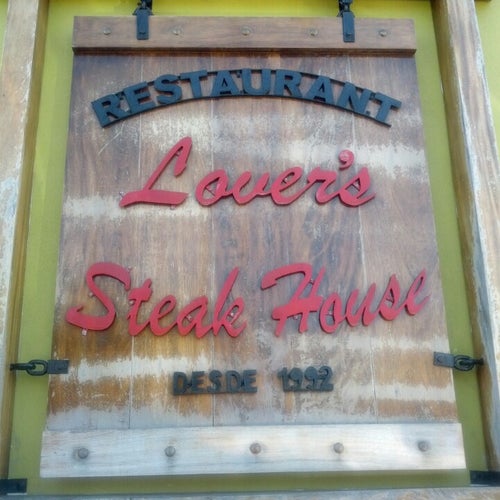 RESTAURANT
Lover's
Steak House
DESDE 1992